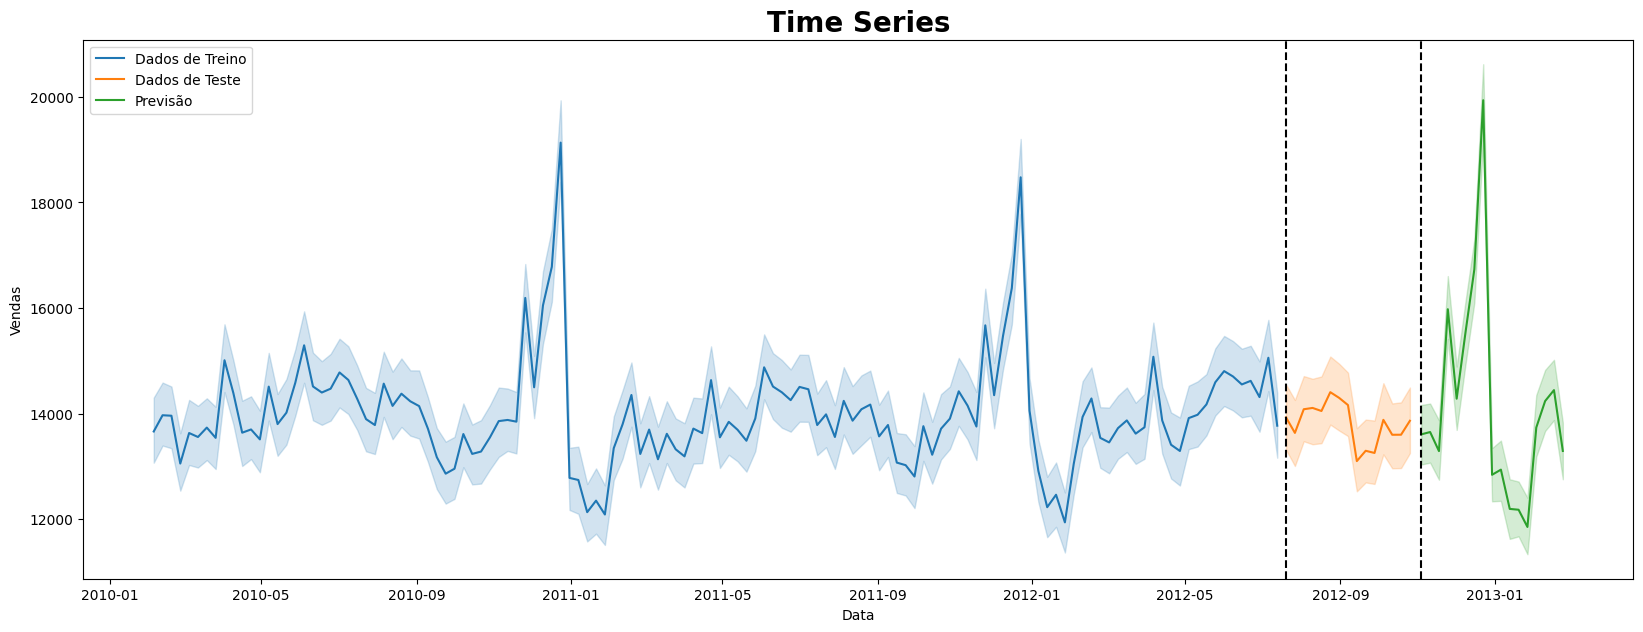 Time Series
Dados de Treino
Dados de Teste
Previsão
Vendas
20000
18000
16000
14000
12000
2010-01
2010-05
2010-09
2011-01
2011-05
2011-09
2012-01
2012-05
2012-09
2013-01
Data